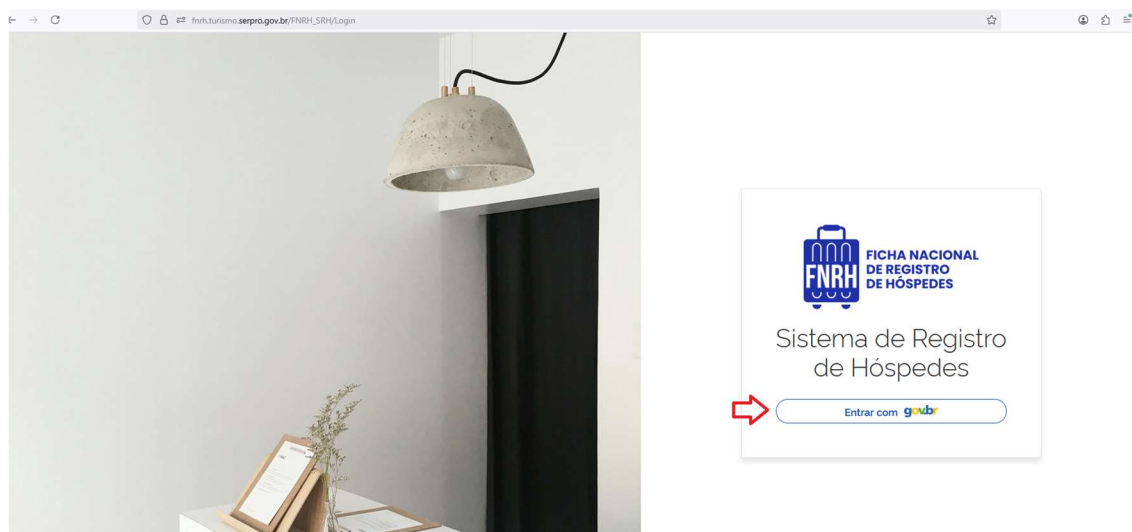 fnrh.turismo.serpro.gov.br/FNRH_SRH/Login
FNRH
FICHA NACIONAL
DE REGISTRO
DE HÓSPEDES
Sistema de Registro
de Hóspedes
Entrar com gov.br